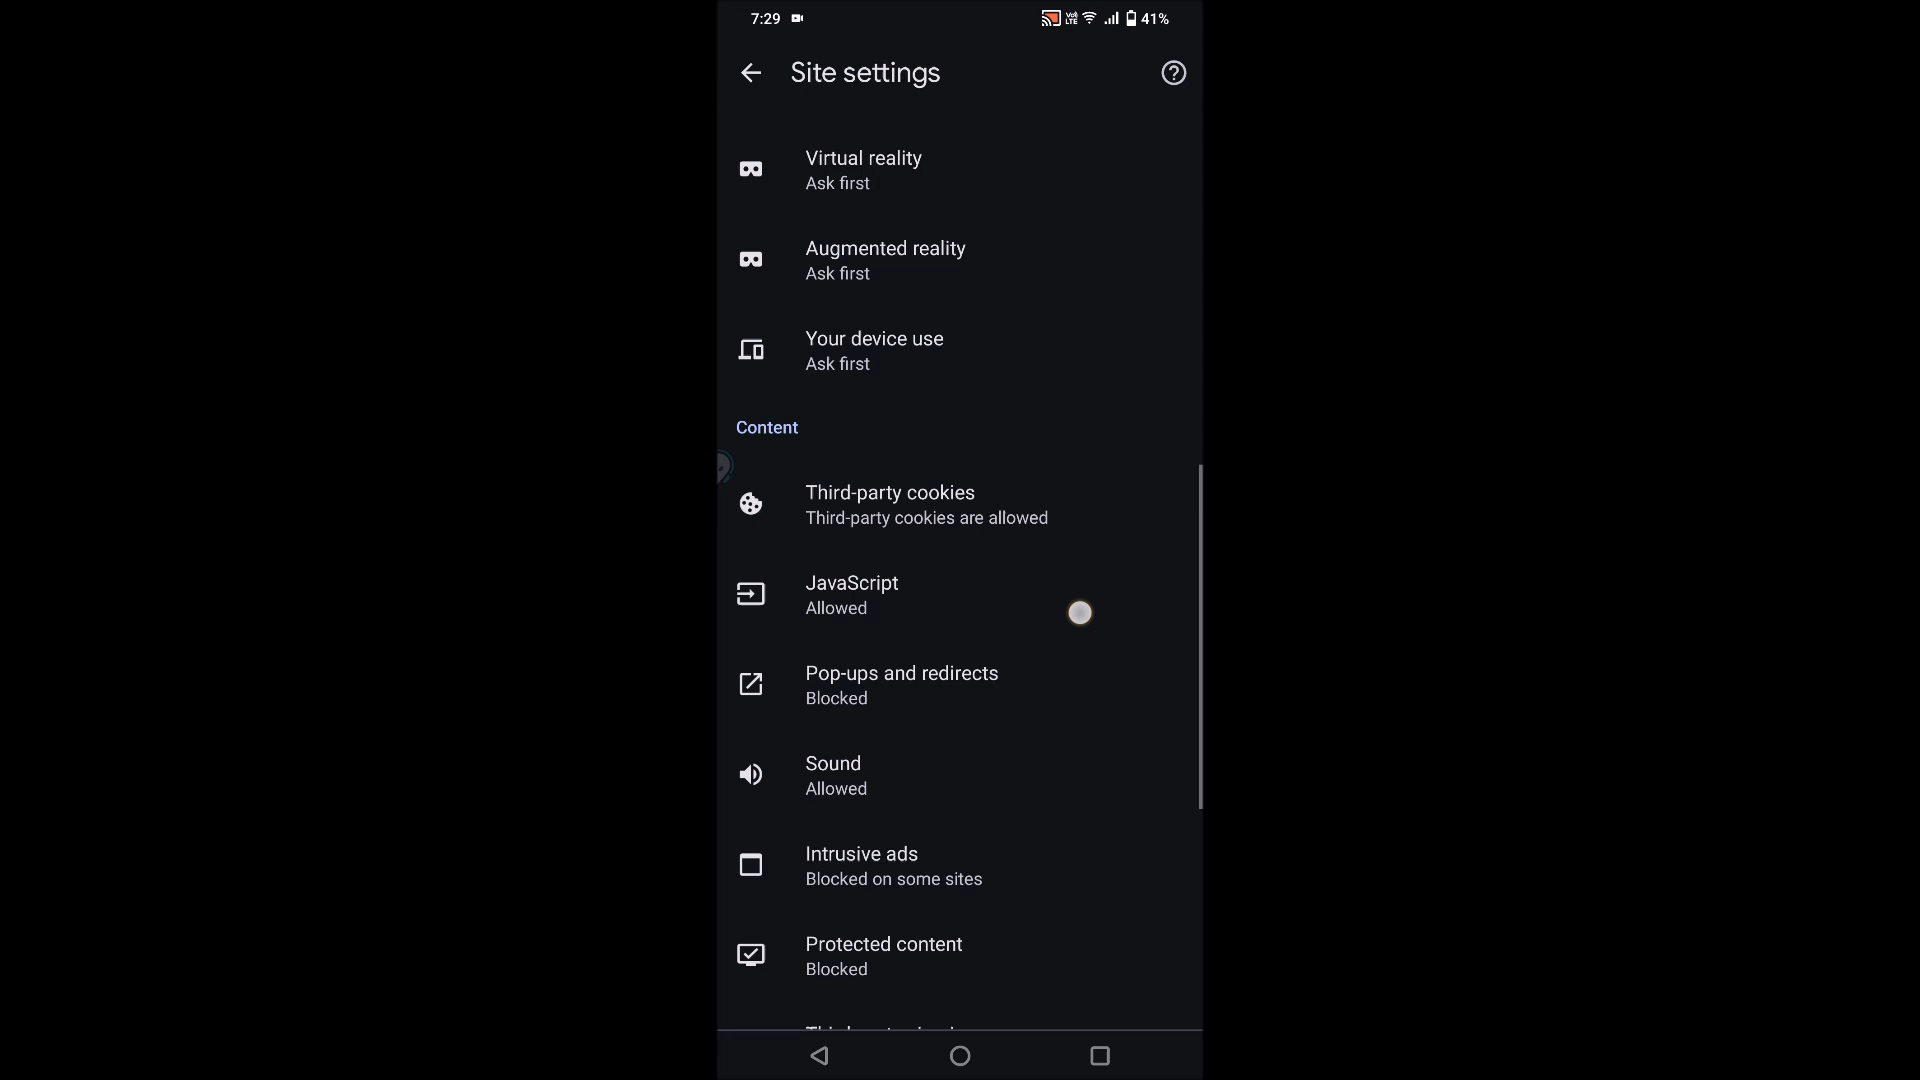 7:29
Vo)) LTE
41%
Site settings
Virtual reality
Ask first
Augmented reality
Ask first
Your device use
Ask first
Content
Third-party cookies
Third-party cookies are allowed
JavaScript
Allowed
Pop-ups and redirects
Blocked
Sound
Allowed
Intrusive ads
Blocked on some sites
Protected content
Blocked